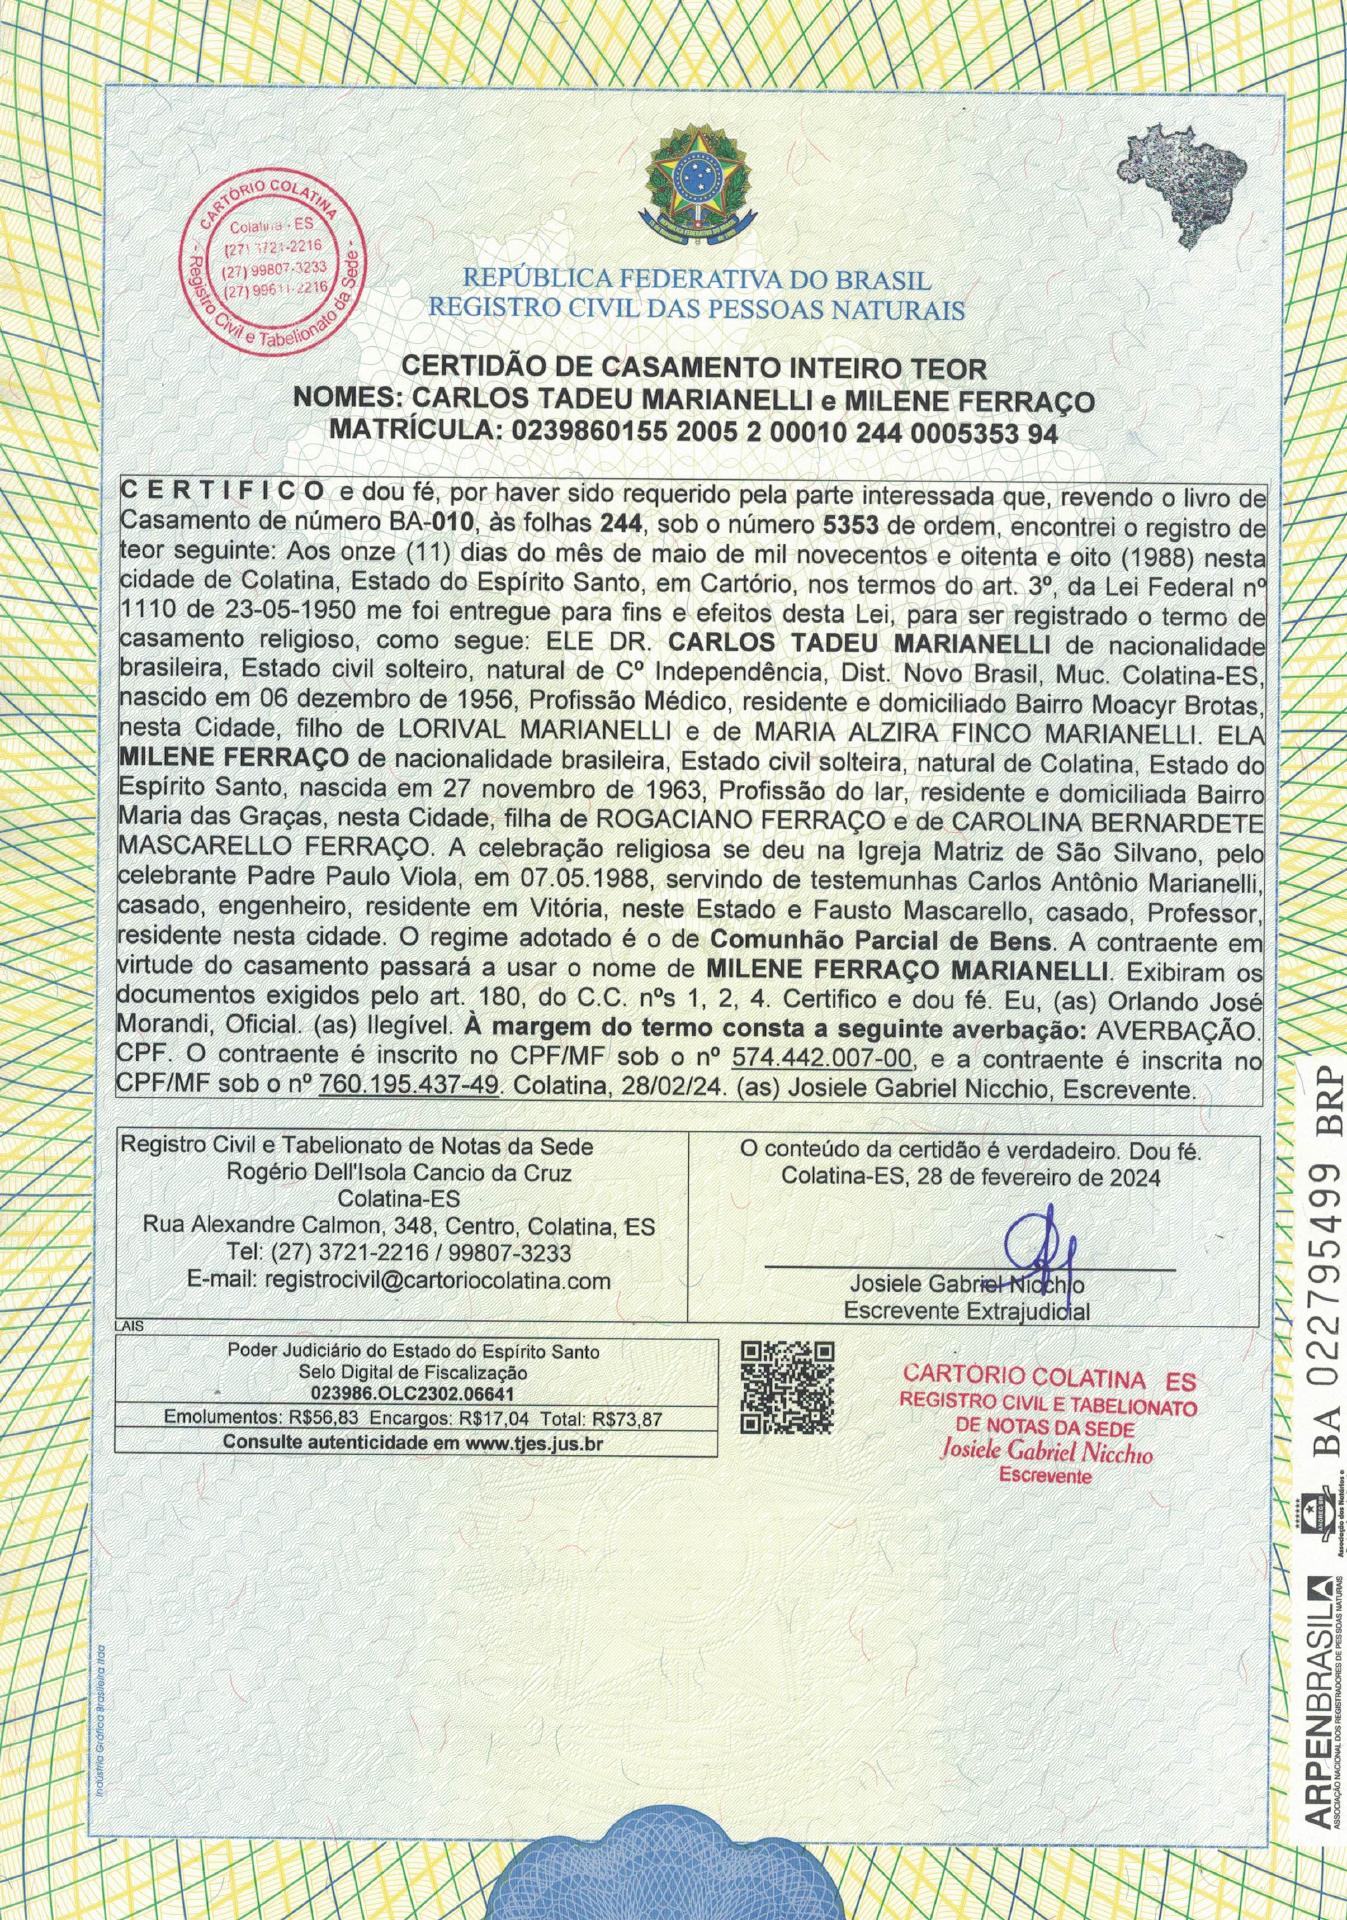 CARTÓRIO COLATINA
Colatina - ES
(27) 3721-2216
(27) 99807-3233
(27) 99611-2216
- Registro Civil e Tabelionato da Sede -
REPÚBLICA FEDERATIVA DO BRASIL
REGISTRO CIVIL DAS PESSOAS NATURAIS
CERTIDÃO DE CASAMENTO INTEIRO TEOR
NOMES: CARLOS TADEU MARIANELLI e MILENE FERRAÇO
MATRÍCULA: 0239860155 2005 2 00010 244 0005353 94
C E R T I F I C O e dou fé, por haver sido requerido pela parte interessada que, revendo o livro de
Casamento de número BA-010, às folhas 244, sob o número 5353 de ordem, encontrei o registro de
teor seguinte: Aos onze (11) dias do mês de maio de mil novecentos e oitenta e oito (1988) nesta
cidade de Colatina, Estado do Espírito Santo, em Cartório, nos termos do art. 3º, da Lei Federal nº
1110 de 23-05-1950 me foi entregue para fins e efeitos desta Lei, para ser registrado o termo de
casamento religioso, como segue: ELE DR. CARLOS TADEU MARIANELLI de nacionalidade
brasileira, Estado civil solteiro, natural de Cº Independência, Dist. Novo Brasil, Muc. Colatina-ES,
nascido em 06 dezembro de 1956, Profissão Médico, residente e domiciliado Bairro Moacyr Brotas,
nesta Cidade, filho de LORIVAL MARIANELLI e de MARIA ALZIRA FINCO MARIANELLI. ELA
MILENE FERRAÇO de nacionalidade brasileira, Estado civil solteira, natural de Colatina, Estado do
Espírito Santo, nascida em 27 novembro de 1963, Profissão do lar, residente e domiciliada Bairro
Maria das Graças, nesta Cidade, filha de ROGACIANO FERRAÇO e de CAROLINA BERNARDETE
MASCARELLO FERRAÇO. A celebração religiosa se deu na Igreja Matriz de São Silvano, pelo
celebrante Padre Paulo Viola, em 07.05.1988, servindo de testemunhas Carlos Antônio Marianelli,
casado, engenheiro, residente em Vitória, neste Estado e Fausto Mascarello, casado, Professor,
residente nesta cidade. O regime adotado é o de Comunhão Parcial de Bens. A contraente em
virtude do casamento passará a usar o nome de MILENE FERRAÇO MARIANELLI. Exibiram os
documentos exigidos pelo art. 180, do C.C. nºs 1, 2, 4. Certifico e dou fé. Eu, (as) Orlando José
Morandi, Oficial. (as) Ilegível. À margem do termo consta a seguinte averbação: AVERBAÇÃO.
CPF. O contraente é inscrito no CPF/MF sob o nº 574.442.007-00, e a contraente é inscrita no
CPF/MF sob o nº 760.195.437-49. Colatina, 28/02/24. (as) Josiele Gabriel Nicchio, Escrevente.
Registro Civil e Tabelionato de Notas da Sede
Rogério Dell'Isola Cancio da Cruz
Colatina-ES
Rua Alexandre Calmon, 348, Centro, Colatina, ES
Tel: (27) 3721-2216 / 99807-3233
E-mail: registrocivil@cartoriocolatina.com
O conteúdo da certidão é verdadeiro. Dou fé.
Colatina-ES, 28 de fevereiro de 2024
Josiele Gabriel Nicchio
Escrevente Extrajudicial
LAIS
Poder Judiciário do Estado do Espírito Santo
Selo Digital de Fiscalização
023986.OLC2302.06641
Emolumentos: R$56,83 Encargos: R$17,04 Total: R$73,87
Consulte autenticidade em www.tjes.jus.br
CARTÓRIO COLATINA ES
REGISTRO CIVIL E TABELIONATO
DE NOTAS DA SEDE
Josiele Gabriel Nicchio
Escrevente
BA 022795499 BRP
ARPENBRASIL
ASSOCIAÇÃO NACIONAL DOS REGISTRADORES DE PESSOAS NATURAIS
Associação dos Notários e
Indústria Gráfica Brasileira ltda